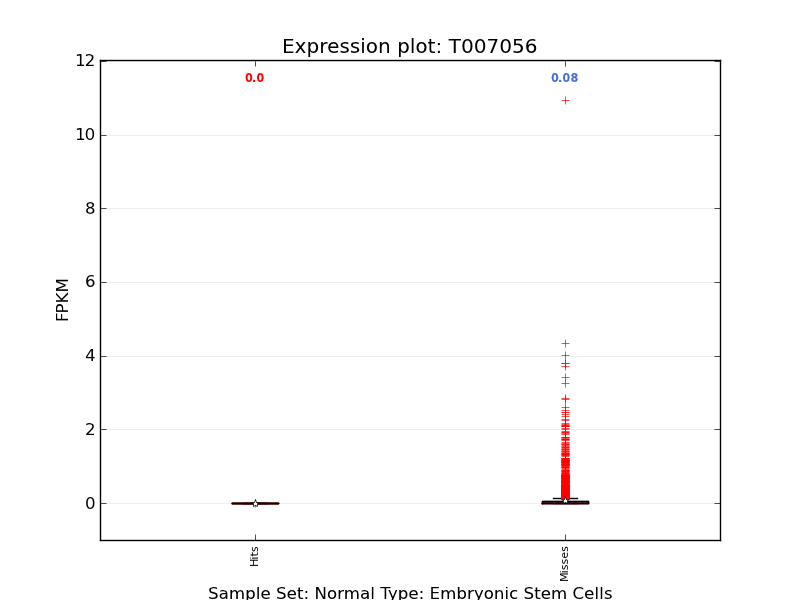 Expression plot: T007056
12
0.0
0.08
10
8
6
FPKM
4
2
0
Hits
Misses
Sample Set: Normal Type: Embryonic Stem Cells